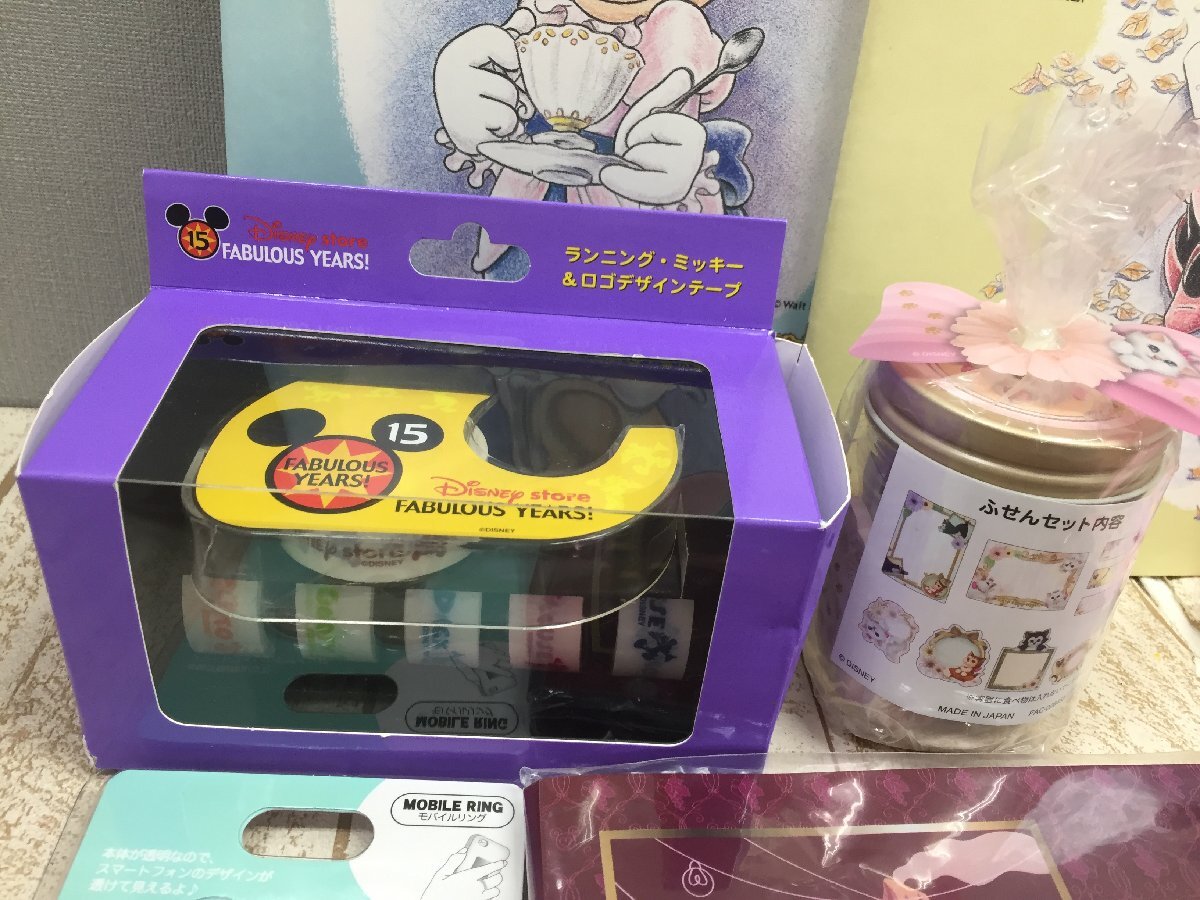 © Walt
15
Disney store
FABULOUS YEARS!
ランニング・ミッキー
&ロゴデザインテープ
© DISNEY
15
FABULOUS
YEARS!
DISNEY store
FABULOUS YEARS!
©DISNEY
store
©DISNEY
MOBILE RING
ふせんセット内容
© DISNEY
MADE IN JAPAN
MOBILE RING
モバイルリング
本体が透明なので、
スマートフォンのデザインが
透けて見えるよ♪